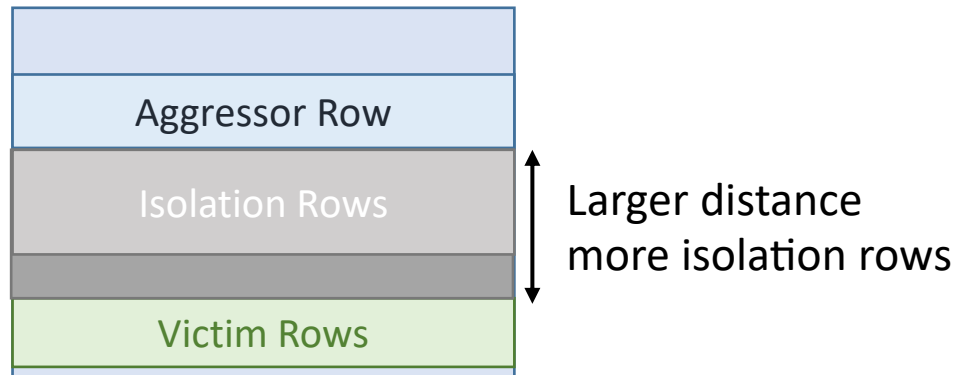 Aggressor Row
Isolation Rows
Larger distance
more isolation rows
Victim Rows